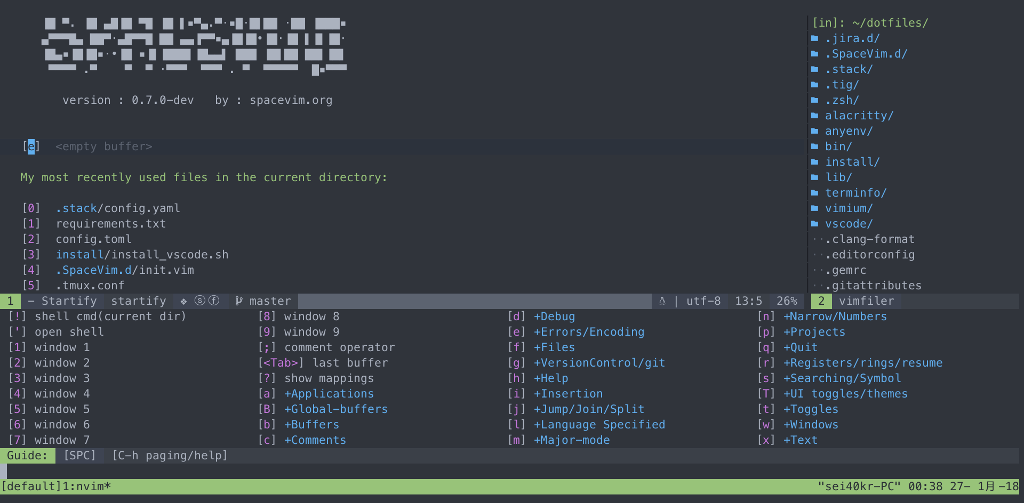 version : 0.7.0-dev by : spacevim.org
[e] <empty buffer>
My most recently used files in the current directory:
[0] .stack/config.yaml
[1] requirements.txt
[2] config.toml
[3] install/install_vscode.sh
[4] .SpaceVim.d/init.vim
[5] .tmux.conf
[in]: ~/dotfiles/
.jira.d/
.SpaceVim.d/
.stack/
.tig/
.zsh/
alacritty/
anyenv/
bin/
install/
lib/
terminfo/
vimium/
vscode/
.clang-format
.editorconfig
.gemrc
.gitattributes
1 - Startify startify ❖ ⓢ ⓕ master | utf-8 13:5 26% 2 vimfiler
[!] shell cmd(current dir) [8] window 8 [d] +Debug [n] +Narrow/Numbers
['] open shell [9] window 9 [e] +Errors/Encoding [p] +Projects
[1] window 1 [;] comment operator [f] +Files [q] +Quit
[2] window 2 [<Tab>] last buffer [g] +VersionControl/git [r] +Registers/rings/resume
[3] window 3 [?] show mappings [h] +Help [s] +Searching/Symbol
[4] window 4 [a] +Applications [i] +Insertion [T] +UI toggles/themes
[5] window 5 [B] +Global-buffers [j] +Jump/Join/Split [t] +Toggles
[6] window 6 [b] +Buffers [l] +Language Specified [w] +Windows
[7] window 7 [c] +Comments [m] +Major-mode [x] +Text
Guide: [SPC] [C-h paging/help]
[default]1:nvim* "sei40kr-PC" 00:38 27- 1月-18